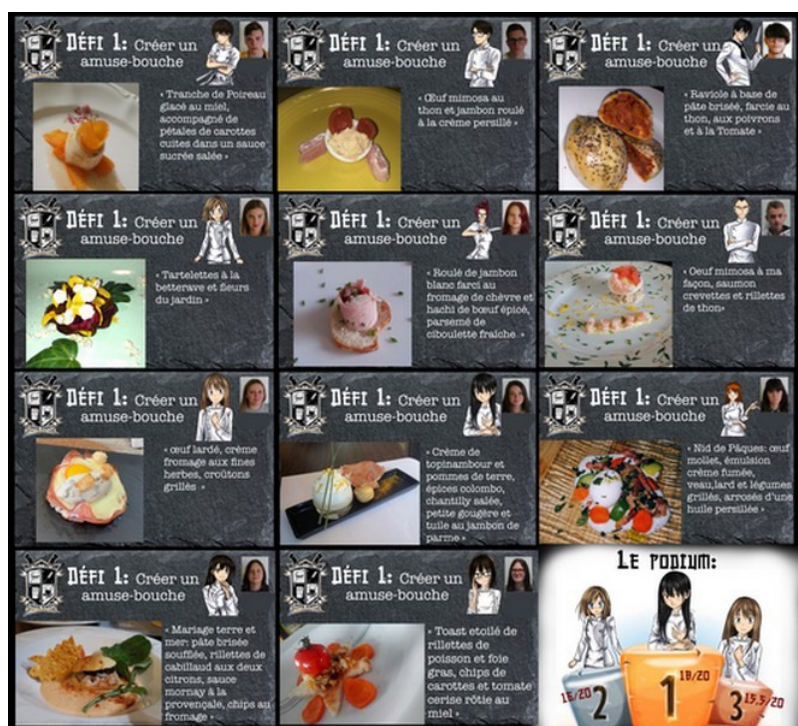 Défi 1: Créer un
amuse-bouche
« Tranche de Poireau
glacé au miel,
accompagné de
pétales de carottes
cuites dans un sauce
sucrée salée »
Défi 1: Créer un
amuse-bouche
« Œuf mimosa au
thon et jambon roulé
à la crème persillé »
Défi 1: Créer un
amuse-bouche
« Raviole à base de
pâte brisée, farcie au
thon, aux poivrons
et à la Tomate »
Défi 1: Créer un
amuse-bouche
« Tartelettes à la
betterave et fleurs
du jardin »
Défi 1: Créer un
amuse-bouche
« Roulé de jambon
blanc farci au
fromage de chèvre et
hachi de bœuf épicé,
parsemé de
ciboulette fraiche. »
Défi 1: Créer un
amuse-bouche
« Oeuf mimosa à ma
façon, saumon
crevettes et rillettes
de thon»
Défi 1: Créer un
amuse-bouche
« œuf lardé, crème
fromage aux fines
herbes, croûtons
grillés »
Défi 1: Créer un
amuse-bouche
« Crème de
topinambour et
pommes de terre,
épices colombo,
chantilly salée,
petite gougère et
tuile au jambon de
parme »
Défi 1: Créer un
amuse-bouche
« Nid de Pâques: œuf
mollet, émulsion
crème fumée,
veau,lard et légumes
grillés, arrosés d'une
huile persillée »
Défi 1: Créer un
amuse-bouche
« Mariage terre et
mer: pâte brisée
soufflée, rillettes de
cabillaud aux deux
citrons, sauce
mornay à la
provençale, chips au
fromage »
Défi 1: Créer un
amuse-bouche
« Toast etoilé de
rillettes de
poisson et foie
gras, chips de
carottes et tomate
cerise rôtie au
miel »
Le podium:
16/20 2
1 18/20
3 15.5/20